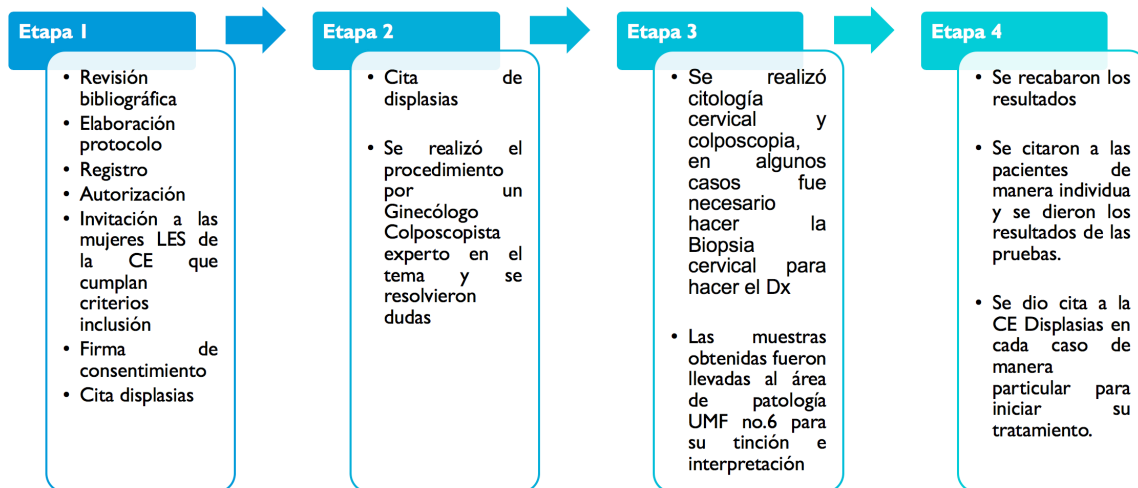 Etapa 1
• Revisión
bibliográfica
• Elaboración
protocolo
• Registro
• Autorización
• Invitación a las
mujeres LES de
la CE que
cumplan
criterios
inclusión
• Firma de
consentimiento
• Cita displasias
Etapa 2
• Cita de
displasias
• Se realizó el
procedimiento
por un
Ginecólogo
Colposcopista
experto en el
tema y se
resolvieron
dudas
Etapa 3
• Se realizó
citología
cervical y
colposcopia,
en algunos
casos fue
necesario
hacer la
Biopsia
cervical para
hacer el Dx
• Las muestras
obtenidas fueron
llevadas al área
de patología
UMF no.6 para
su tinción e
interpretación
Etapa 4
• Se recabaron los
resultados
• Se citaron a las
pacientes de
manera individua
y se dieron los
resultados de las
pruebas.
• Se dio cita a la
CE Displasias en
cada caso de
manera
particular para
iniciar su
tratamiento.